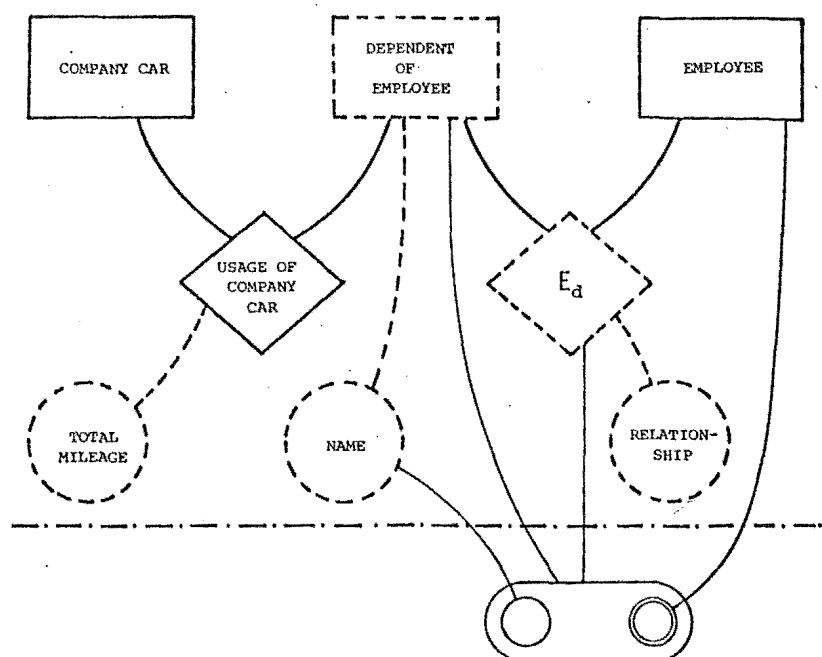 COMPANY CAR
DEPENDENT
OF
EMPLOYEE
EMPLOYEE
USAGE OF
COMPANY
CAR
E_d
TOTAL
MILEAGE
NAME
RELATION-
SHIP